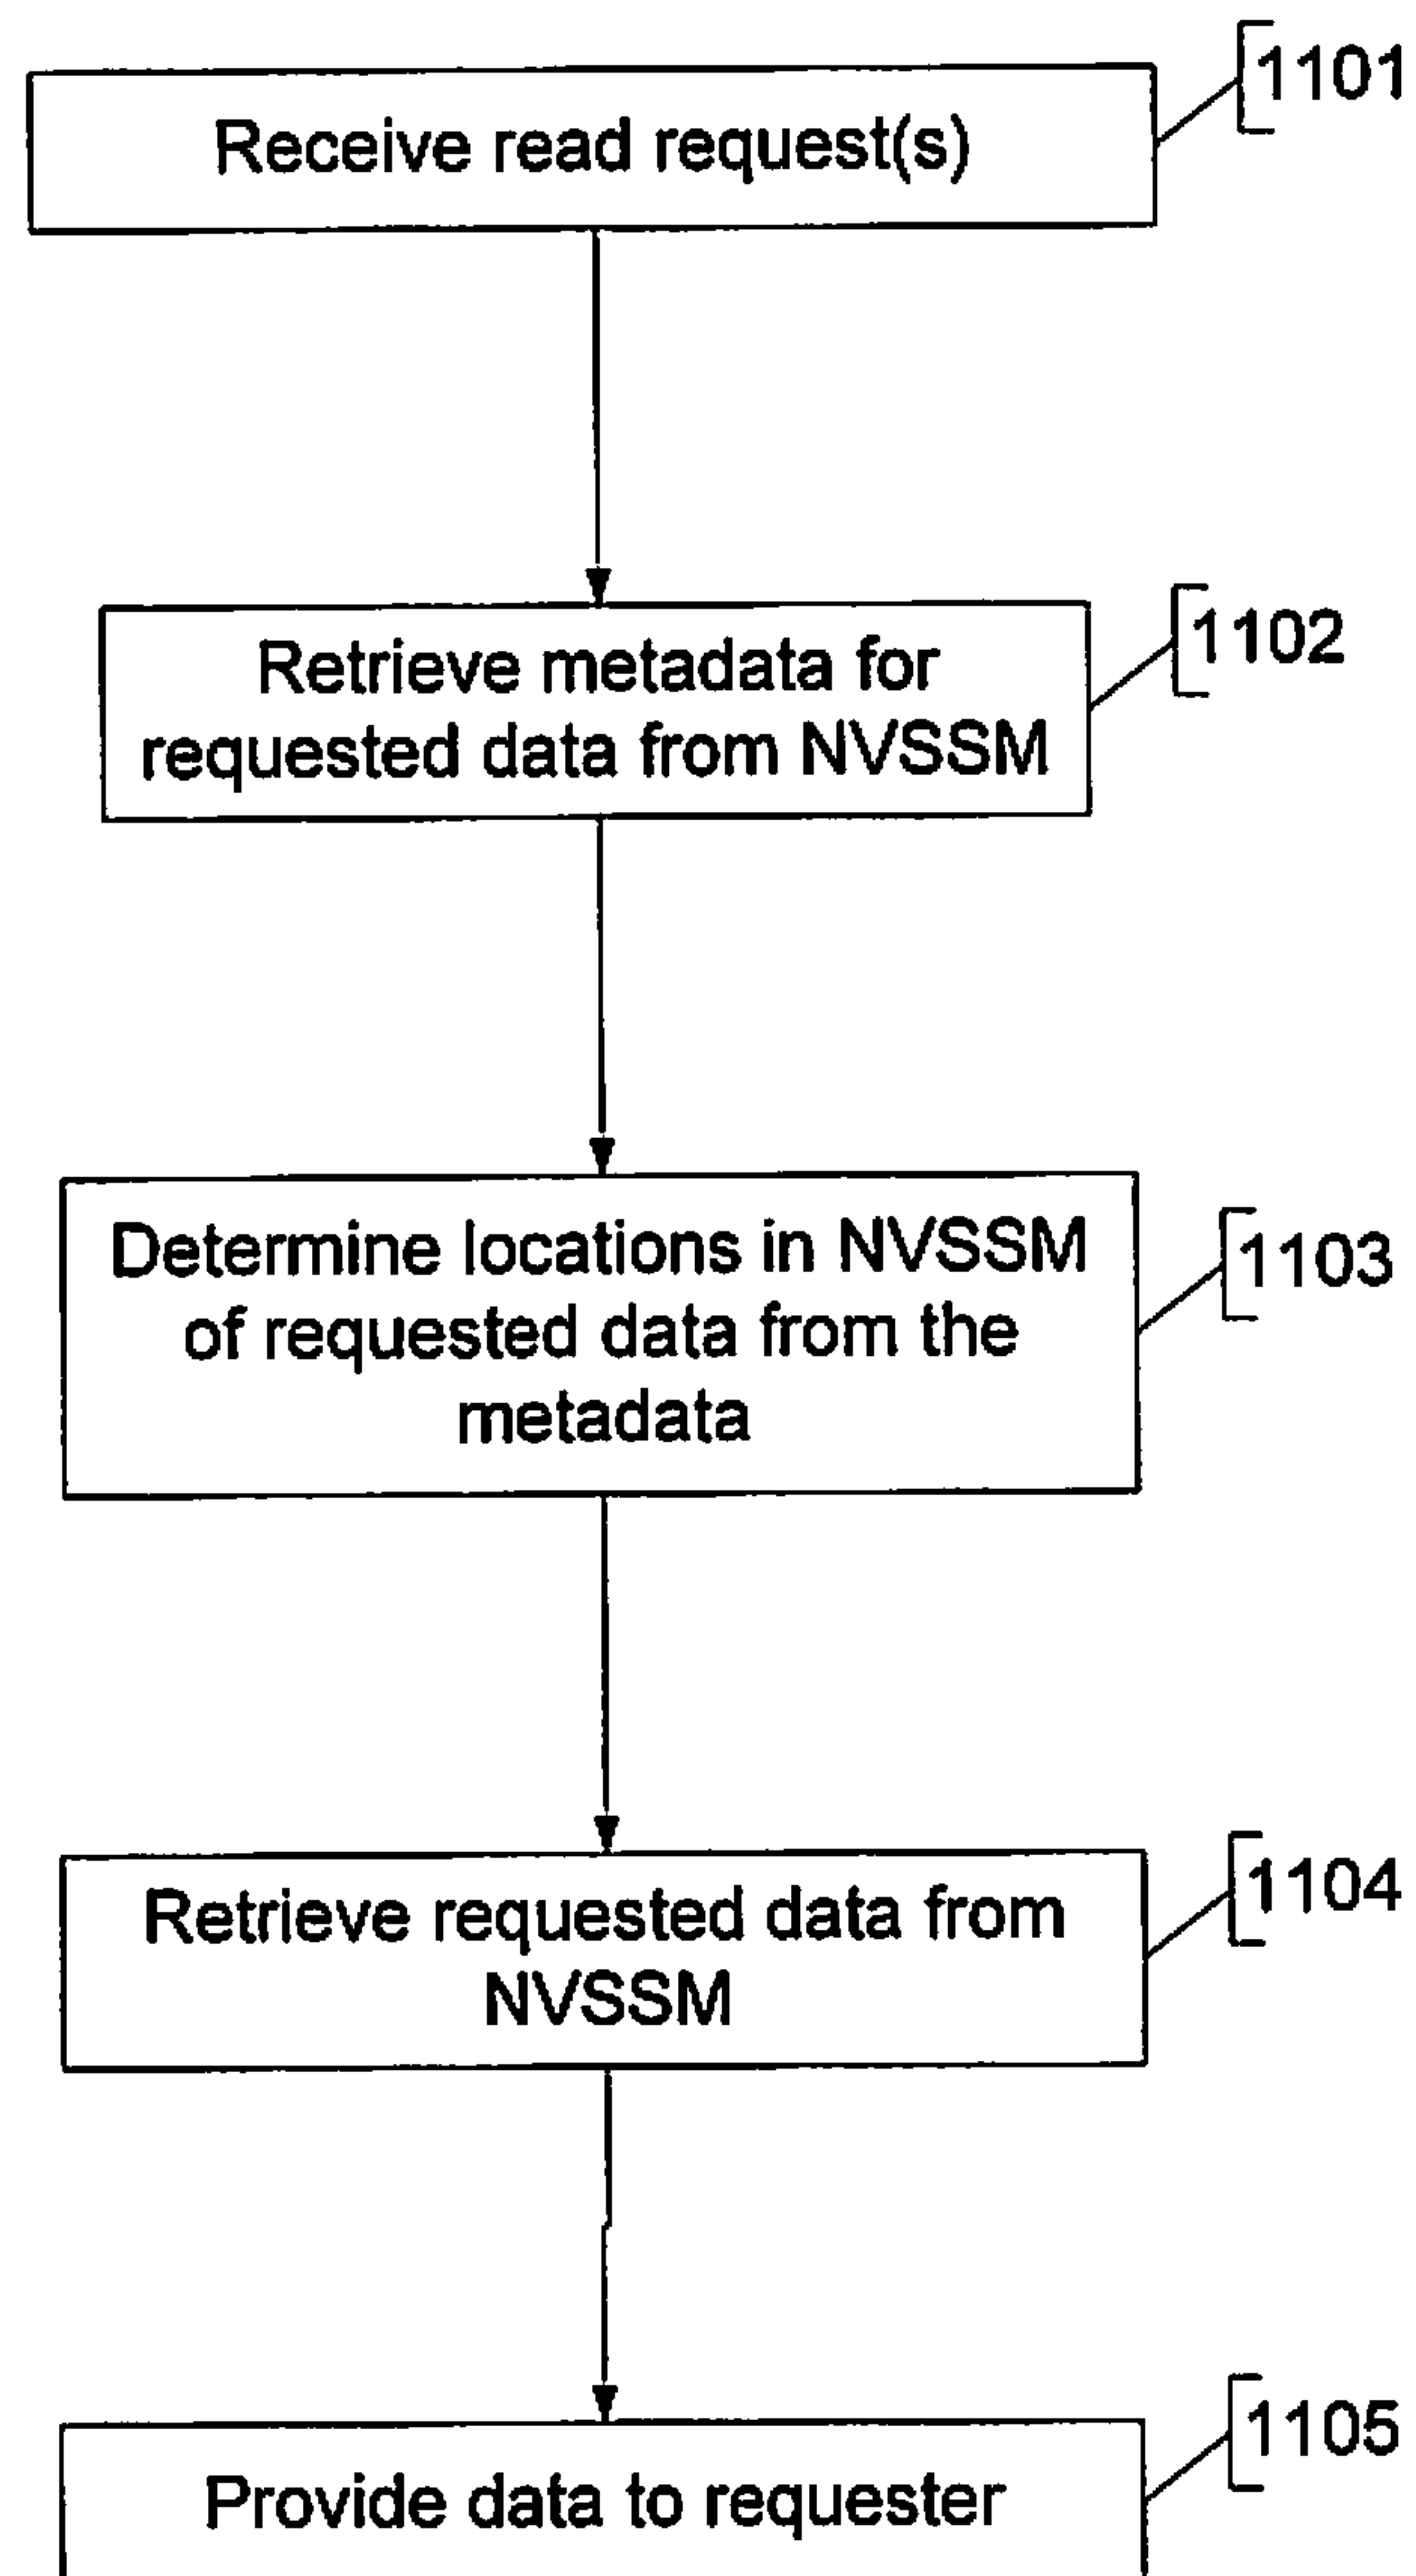 1101
Receive read request(s)
1102
Retrieve metadata for
requested data from NVSSM
1103
Determine locations in NVSSM
of requested data from the
metadata
1104
Retrieve requested data from
NVSSM
1105
Provide data to requester